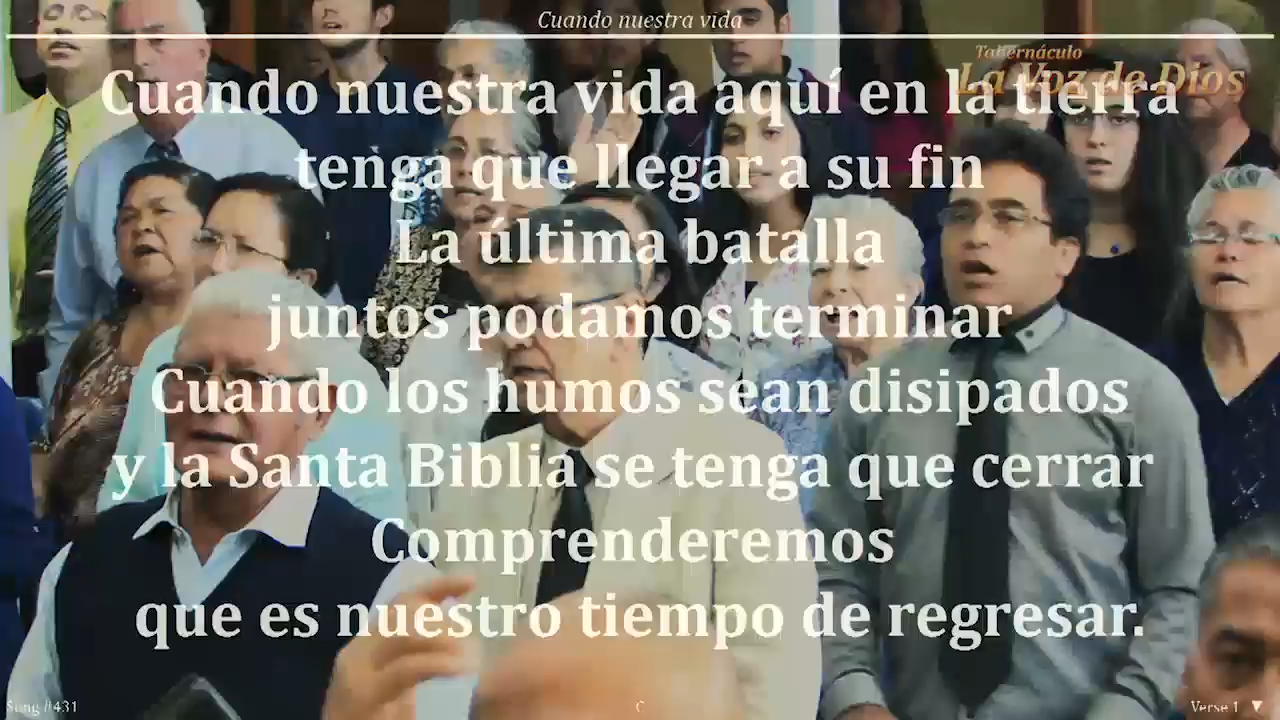 Cuando nuestra vida
Tabernáculo
La Voz de Dios
Cuando nuestra vida aquí en la tierra
tenga que llegar a su fin
La última batalla
juntos podamos terminar
Cuando los humos sean disipados
y la Santa Biblia se tenga que cerrar
Comprenderemos
que es nuestro tiempo de regresar.
Song #431
C
Verse 1 ▼